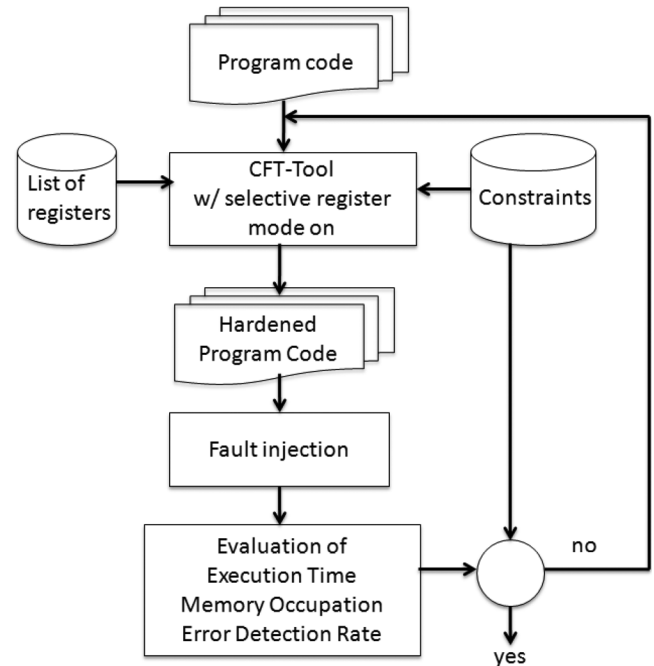 Program code
List of
registers
CFT-Tool
w/ selective register
mode on
Constraints
Hardened
Program Code
Fault injection
Evaluation of
Execution Time
Memory Occupation
Error Detection Rate
no
yes